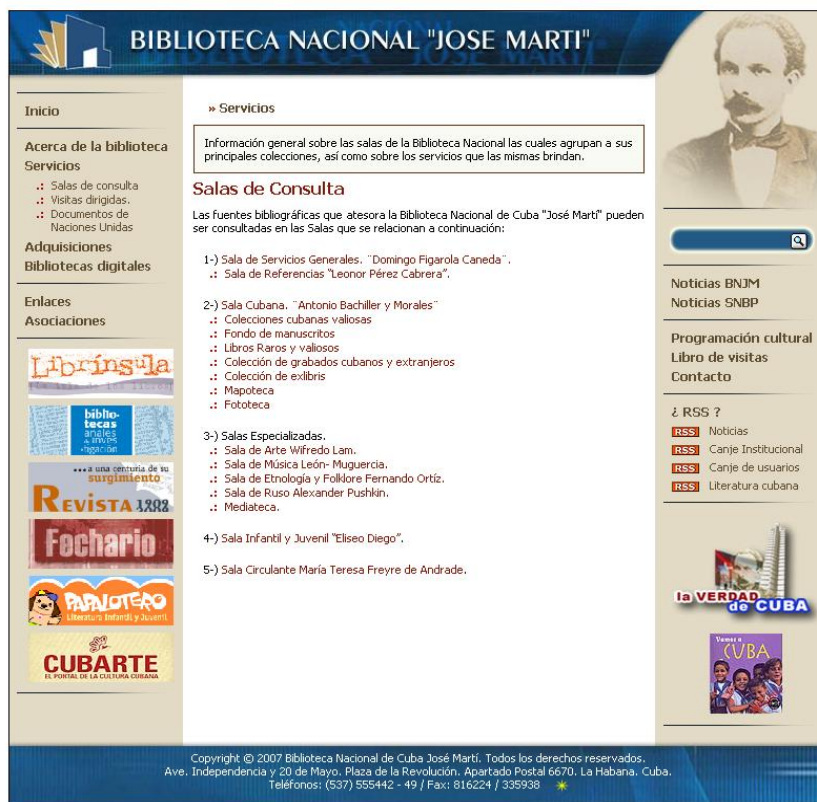 BIBLIOTECA NACIONAL "JOSE MARTI"
Inicio
Acerca de la biblioteca
Servicios
.: Salas de consulta
.: Visitas dirigidas.
.: Documentos de
Naciones Unidas
Adquisiciones
Bibliotecas digitales
Enlaces
Asociaciones
Librínsula
biblio-
tecas
anales
de inves
tigación
...a una centuria de su
surgimiento
REVISTA
Fechario
PAPALOTERO
Literatura Infantil y Juvenil
CUBARTE
EL PORTAL DE LA CULTURA CUBANA
» Servicios
Información general sobre las salas de la Biblioteca Nacional las cuales agrupan a sus
principales colecciones, así como sobre los servicios que las mismas brindan.
Salas de Consulta
Las fuentes bibliográficas que atesora la Biblioteca Nacional de Cuba "José Martí" pueden
ser consultadas en las Salas que se relacionan a continuación:
1-) Sala de Servicios Generales. ¨Domingo Figarola Caneda¨.
.: Sala de Referencias "Leonor Pérez Cabrera".
2-) Sala Cubana. ¨Antonio Bachiller y Morales¨
.: Colecciones cubanas valiosas
.: Fondo de manuscritos
.: Libros Raros y valiosos
.: Colección de grabados cubanos y extranjeros
.: Colección de exlibris
.: Mapoteca
.: Fototeca
3-) Salas Especializadas.
.: Sala de Arte Wifredo Lam.
.: Sala de Música León- Muguercia.
.: Sala de Etnología y Folklore Fernando Ortíz.
.: Sala de Ruso Alexander Pushkin.
.: Mediateca.
4-) Sala Infantil y Juvenil "Eliseo Diego".
5-) Sala Circulante María Teresa Freyre de Andrade.
Noticias BNJM
Noticias SNBP
Programación cultural
Libro de visitas
Contacto
¿ RSS ?
RSS Noticias
RSS Canje Institucional
RSS Canje de usuarios
RSS Literatura cubana
la VERDAD
de CUBA
Vamos a
CUBA
Copyright © 2007 Biblioteca Nacional de Cuba José Martí. Todos los derechos reservados.
Ave. Independencia y 20 de Mayo. Plaza de la Revolución. Apartado Postal 6670. La Habana. Cuba.
Teléfonos: (537) 555442 - 49 / Fax: 816224 / 335938